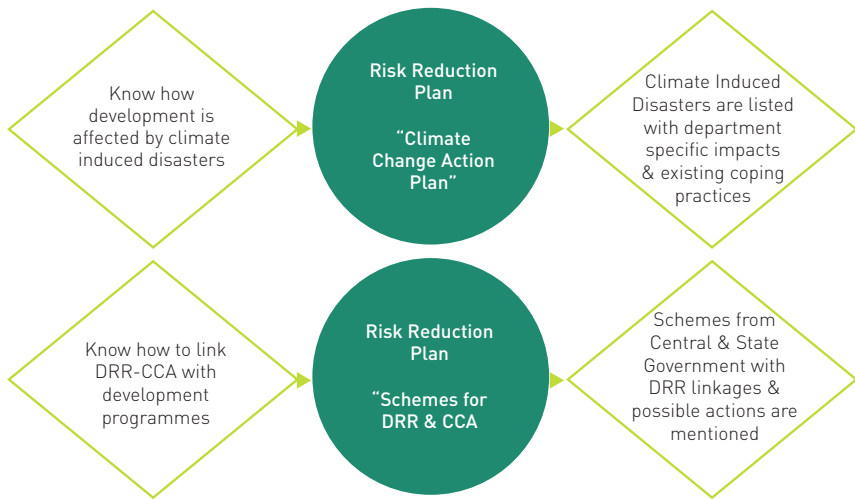 Know how
development is
affected by climate
induced disasters
Risk Reduction
Plan
“Climate
Change Action
Plan”
Climate Induced
Disasters are listed
with department
specific impacts
& existing coping
practices
Know how to link
DRR-CCA with
development
programmes
Risk Reduction
Plan
“Schemes for
DRR & CCA
Schemes from
Central & State
Government with
DRR linkages &
possible actions are
mentioned